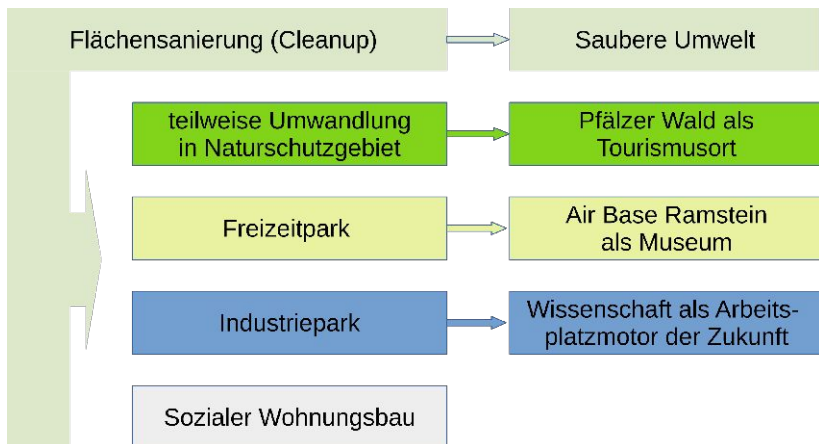 Flächensanierung (Cleanup)
Saubere Umwelt
teilweise Umwandlung
in Naturschutzgebiet
Pfälzer Wald als
Tourismusort
Freizeitpark
Air Base Ramstein
als Museum
Industriepark
Wissenschaft als Arbeits-
platzmotor der Zukunft
Sozialer Wohnungsbau